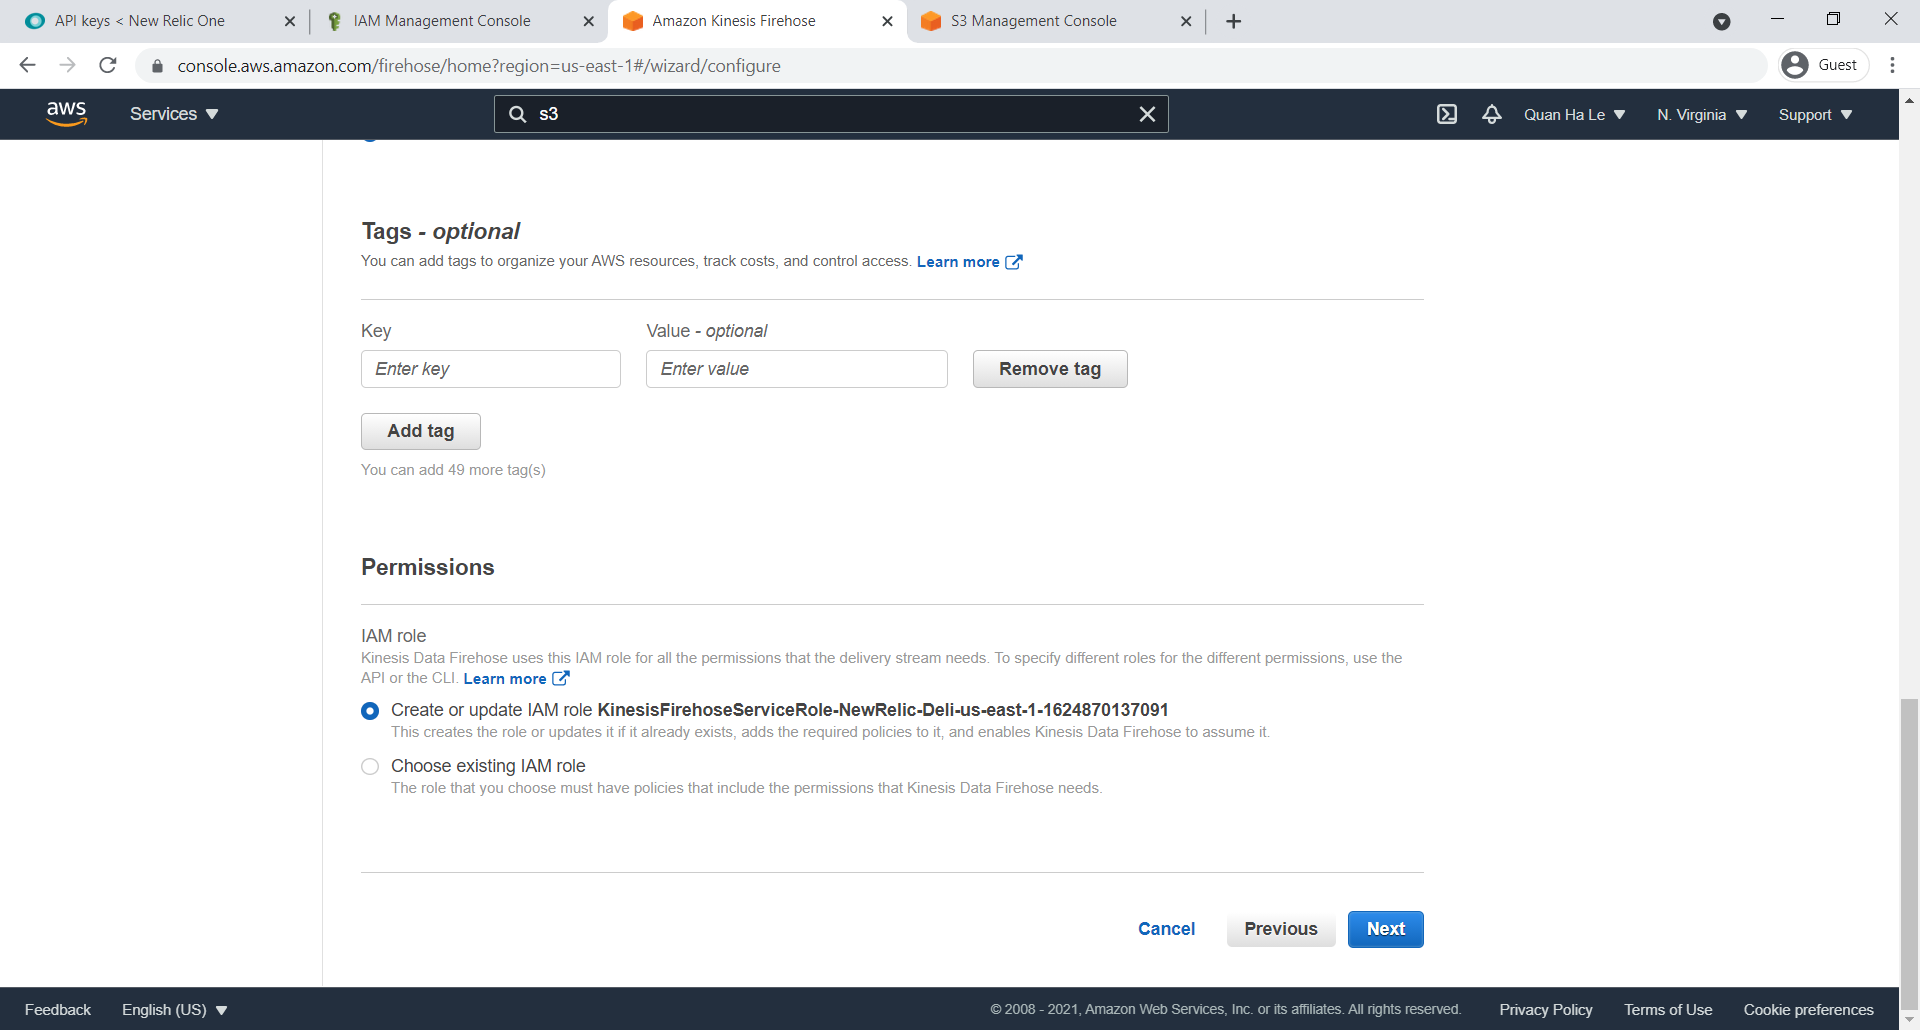 API keys < New Relic One
IAM Management Console
Amazon Kinesis Firehose
S3 Management Console
console.aws.amazon.com/firehose/home?region=us-east-1#/wizard/configure
Guest
aws
Services
s3
Quan Ha Le
N. Virginia
Support
Tags - optional
You can add tags to organize your AWS resources, track costs, and control access. Learn more
Key
Value - optional
Enter key
Enter value
Remove tag
Add tag
You can add 49 more tag(s)
Permissions
IAM role
Kinesis Data Firehose uses this IAM role for all the permissions that the delivery stream needs. To specify different roles for the different permissions, use the
API or the CLI. Learn more
Create or update IAM role KinesisFirehoseServiceRole-NewRelic-Deli-us-east-1-1624870137091
This creates the role or updates it if it already exists, adds the required policies to it, and enables Kinesis Data Firehose to assume it.
Choose existing IAM role
The role that you choose must have policies that include the permissions that Kinesis Data Firehose needs.
Cancel
Previous
Next
Feedback
English (US)
© 2008 - 2021, Amazon Web Services, Inc. or its affiliates. All rights reserved.
Privacy Policy
Terms of Use
Cookie preferences